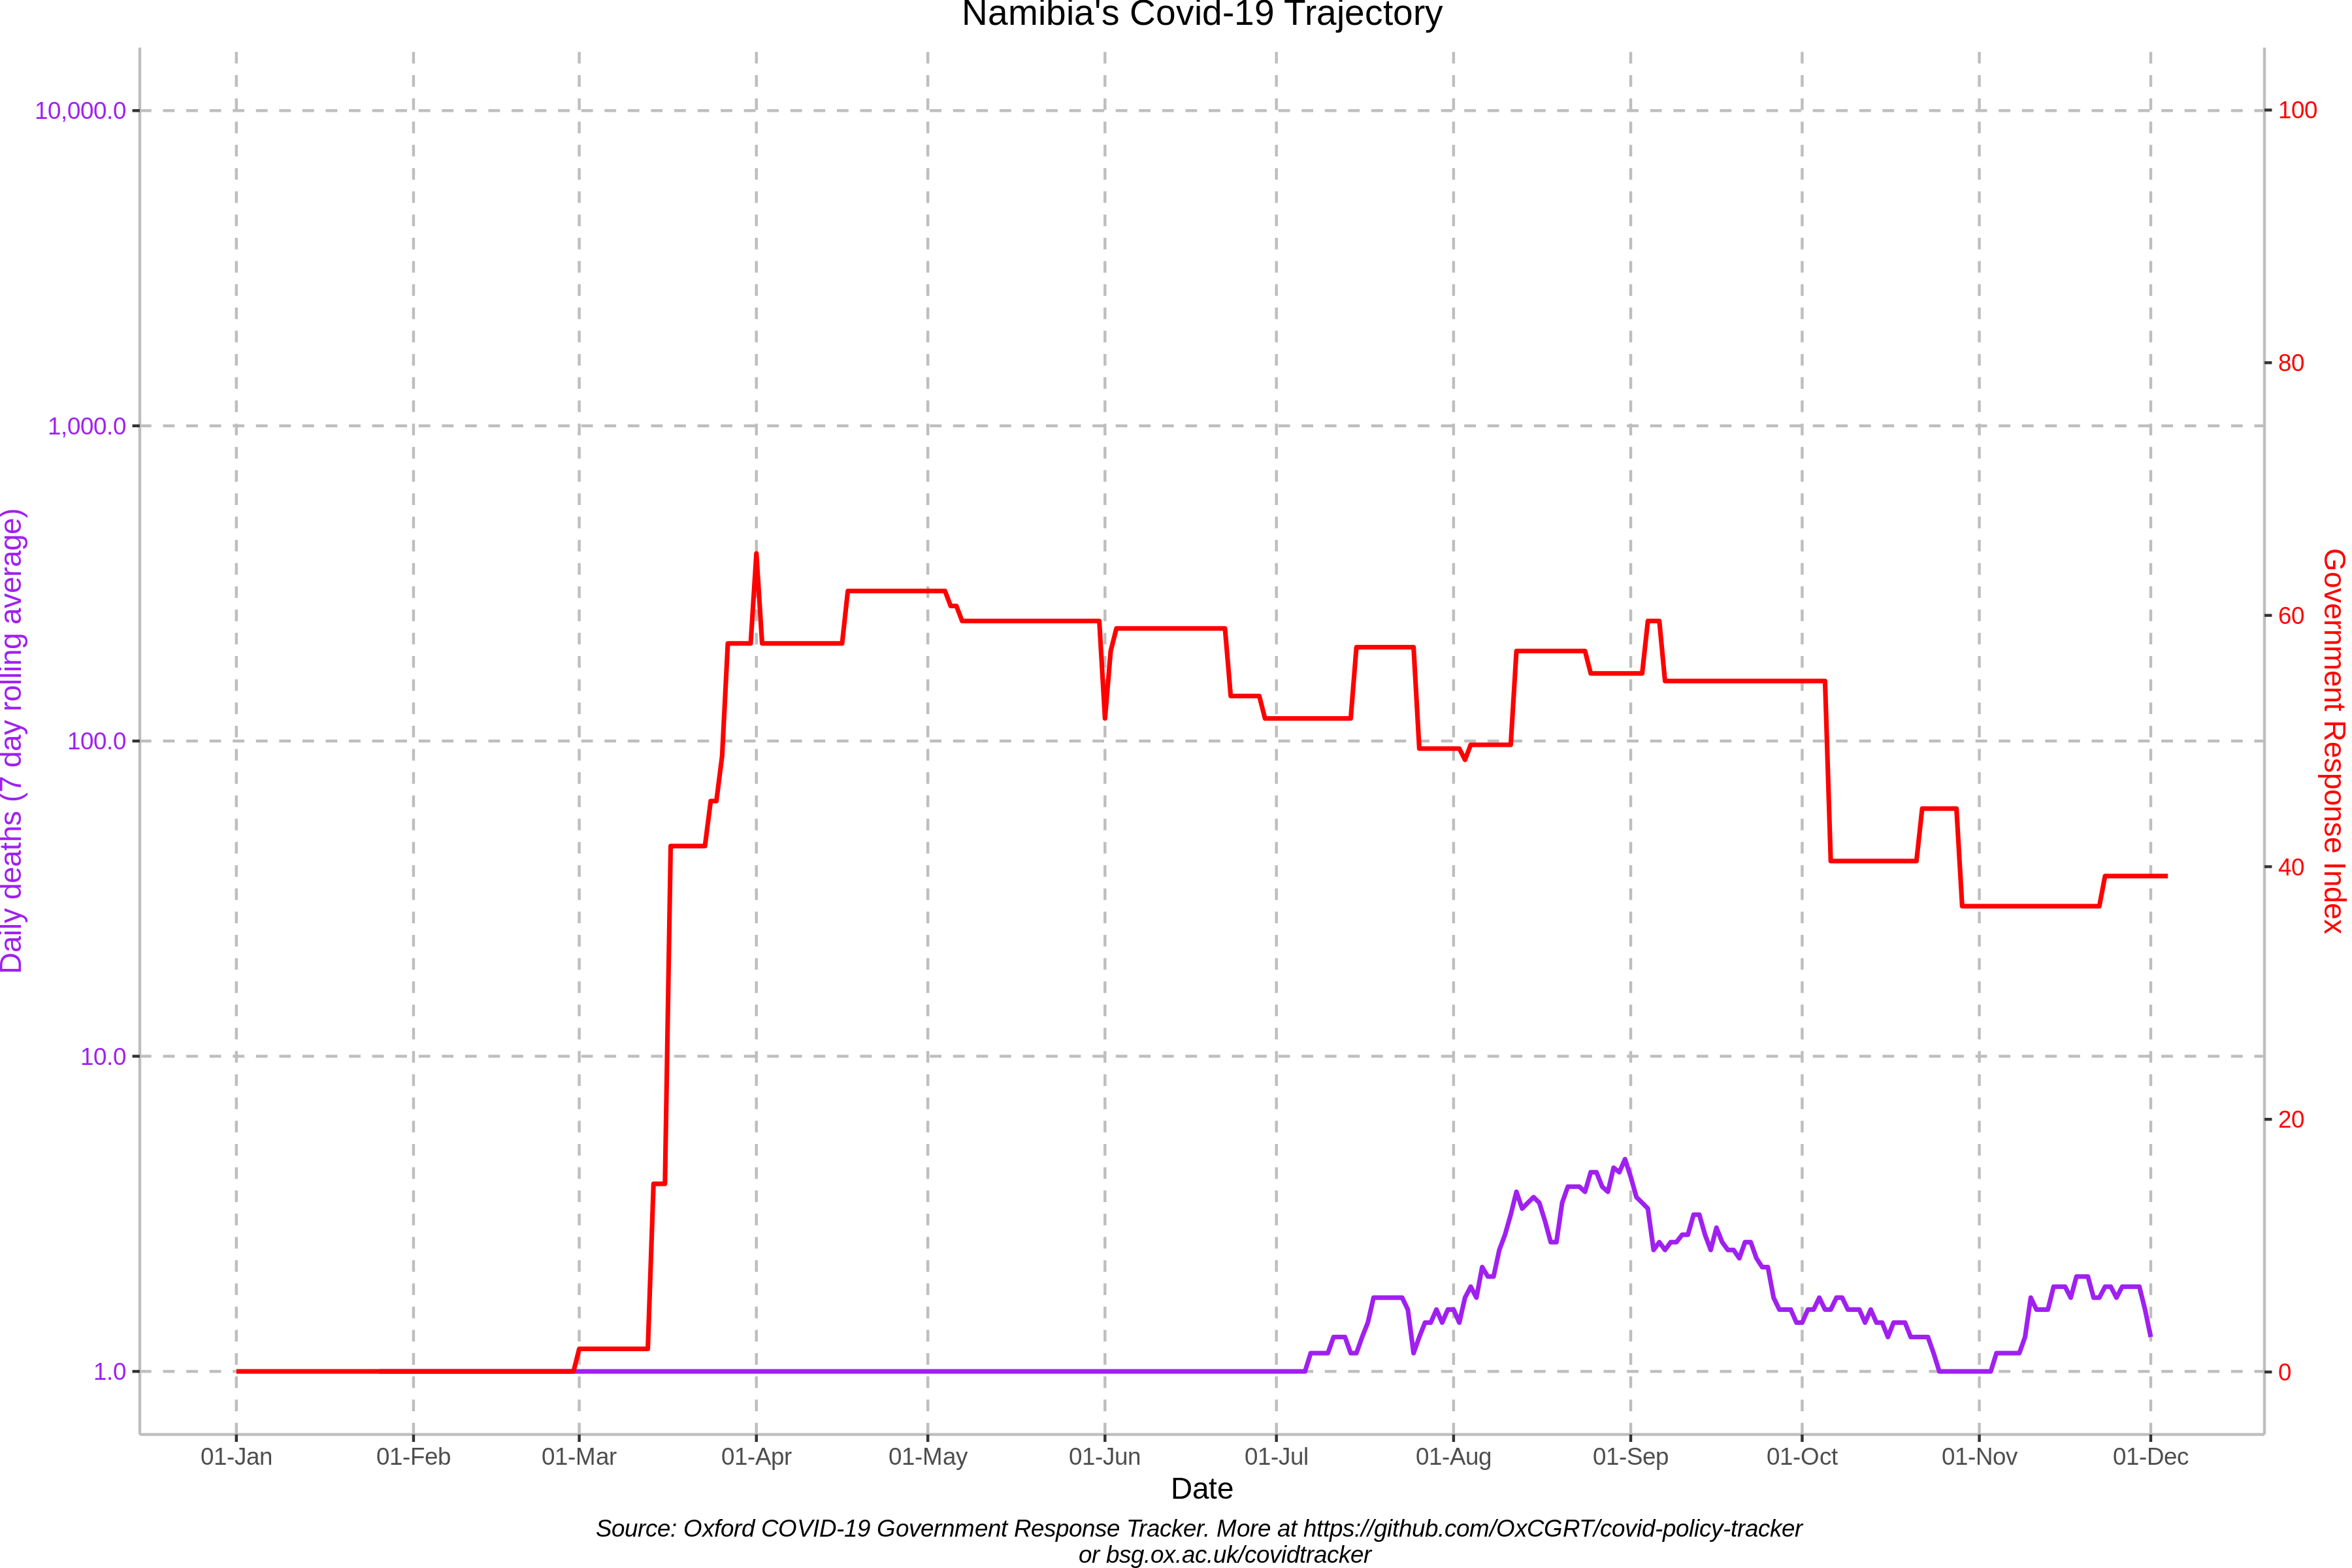 Namibia's Covid-19 Trajectory
Daily deaths (7 day rolling average)
10,000.0
1,000.0
100.0
10.0
1.0
100
80
60
40
20
0
Government Response Index
01-Jan 01-Feb 01-Mar 01-Apr 01-May 01-Jun 01-Jul 01-Aug 01-Sep 01-Oct 01-Nov 01-Dec
Date
Source: Oxford COVID-19 Government Response Tracker. More at https://github.com/OxCGRT/covid-policy-tracker
or bsg.ox.ac.uk/covidtracker